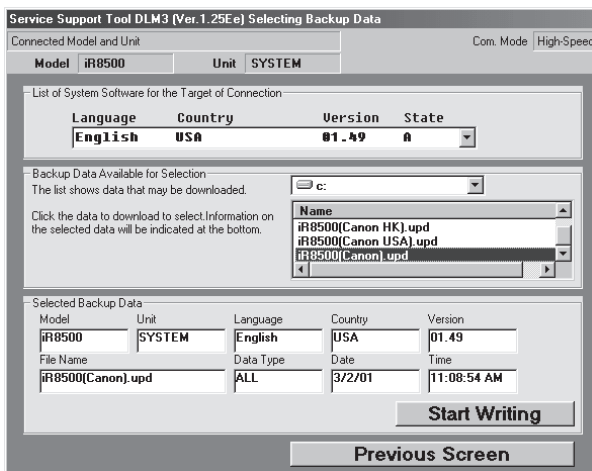 Service Support Tool DLM3 (Ver.1.25Ee) Selecting Backup Data
Connected Model and Unit
Com. Mode High-Speed
Model iR8500 Unit SYSTEM
List of System Software for the Target of Connection
Language Country Version State
English USA 01.49 A
Backup Data Available for Selection
The list shows data that may be downloaded.
c:
Click the data to download to select.Information on
the selected data will be indicated at the bottom.
Name
iR8500(Canon HK).upd
iR8500(Canon USA).upd
iR8500(Canon).upd
Selected Backup Data
Model Unit Language Country Version
iR8500 SYSTEM English USA 01.49
File Name Data Type Date Time
iR8500(Canon).upd ALL 3/2/01 11:08:54 AM
Start Writing
Previous Screen